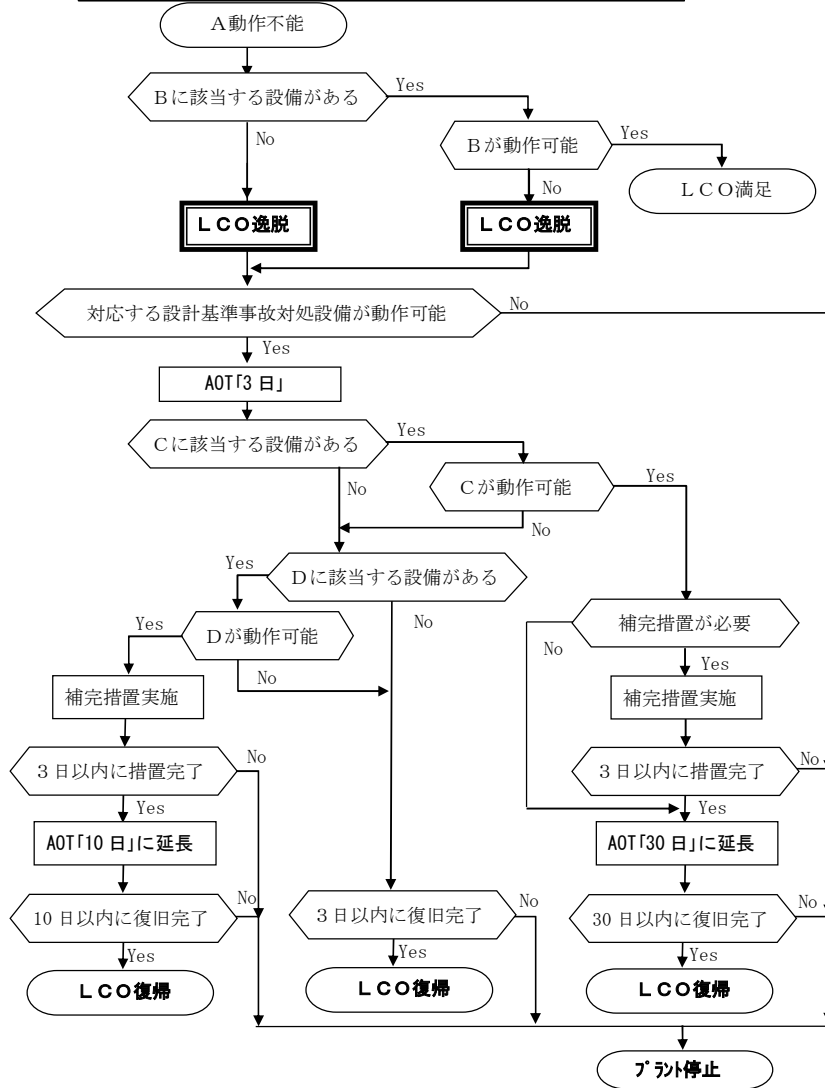 A動作不能
Bに該当する設備がある
Yes
No
Bが動作可能
Yes
No
LCO満足
LCO逸脱
LCO逸脱
対応する設計基準事故対処設備が動作可能
No
Yes
AOT「3日」
Cに該当する設備がある
Yes
No
Cが動作可能
Yes
No
Dに該当する設備がある
Yes
No
Dが動作可能
Yes
No
補完措置が必要
No
Yes
補完措置実施
補完措置実施
3日以内に措置完了
No
Yes
3日以内に措置完了
No
Yes
AOT「10日」に延長
AOT「30日」に延長
10日以内に復旧完了
No
Yes
3日以内に復旧完了
No
Yes
30日以内に復旧完了
No
Yes
LCO復帰
LCO復帰
LCO復帰
プラント停止